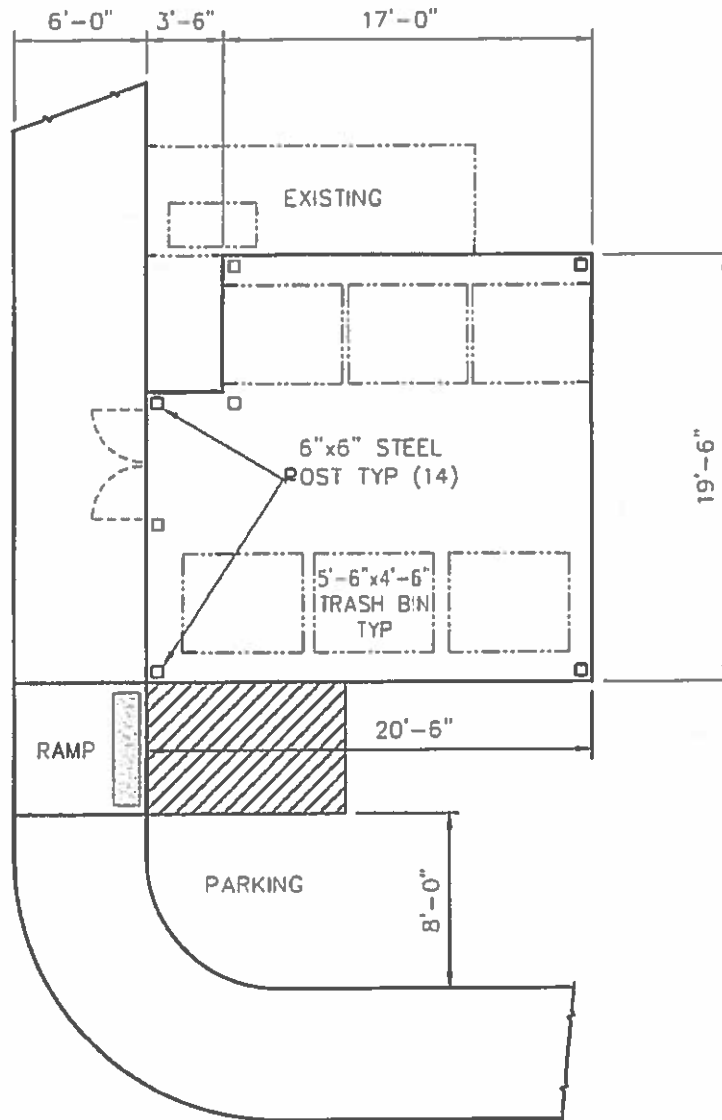 6'-0" 3'-6" 17'-0"
EXISTING
6"x6" STEEL
POST TYP (14)
19'-6"
5'-6"x4'-6"
TRASH BIN
TYP
20'-6"
RAMP
PARKING
8'-0"